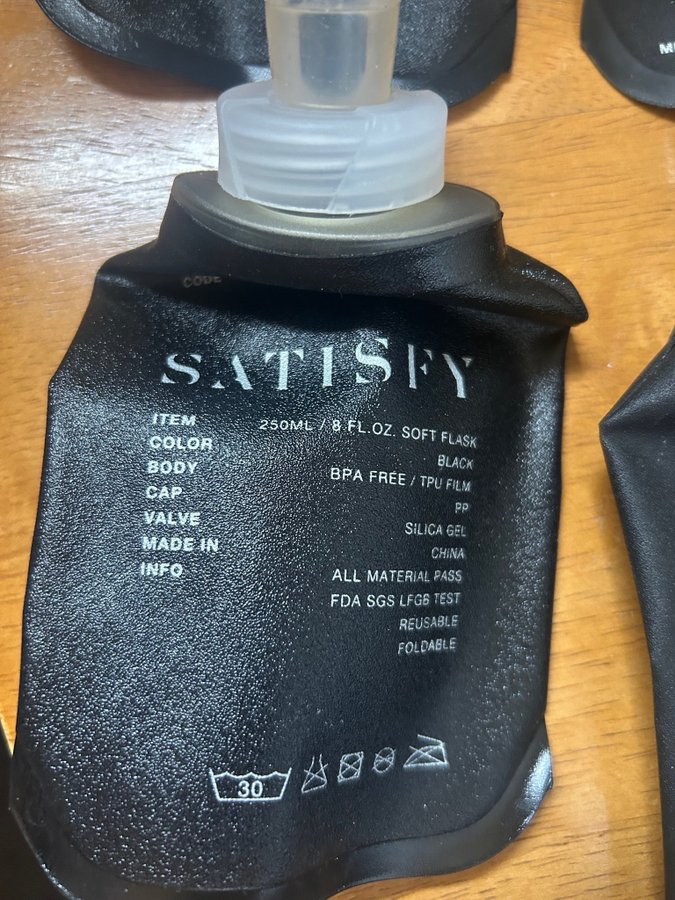 CODE
SATISFY
ITEM 250ML / 8 FL.OZ. SOFT FLASK
COLOR BLACK
BODY BPA FREE / TPU FILM
CAP PP
VALVE SILICA GEL
MADE IN CHINA
INFO ALL MATERIAL PASS
FDA SGS LFGB TEST
REUSABLE
FOLDABLE
30